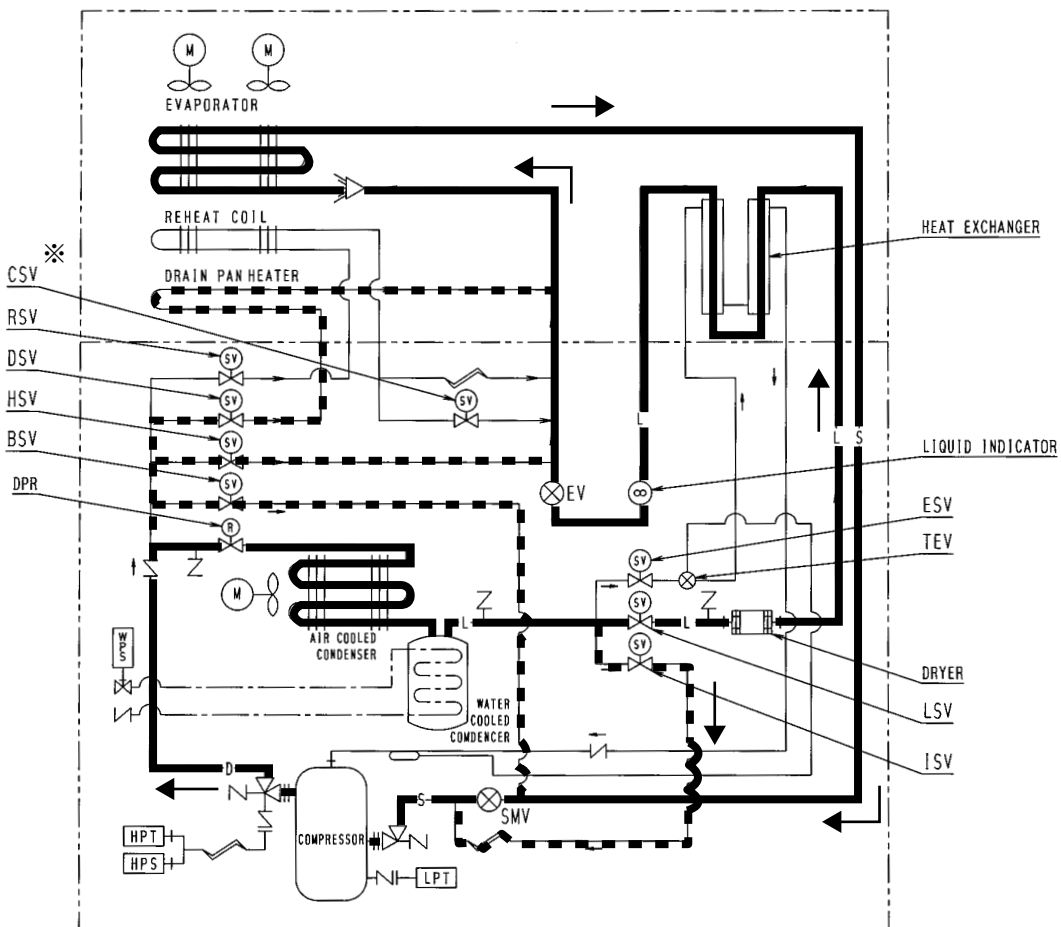 M
M
EVAPORATOR
REHEAT COIL
HEAT EXCHANGER
※
CSV
DRAIN PAN HEATER
RSV
SV
DSV
SV
SV
HSV
SV
L
L
S
BSV
SV
LIQUID INDICATOR
DPR
EV
ESV
R
SV
TEV
M
SV
L
L
AIR COOLED
CONDENSER
SV
WPS
DRYER
WATER
COOLED
COMDENCER
LSV
ISV
D
S
SMV
HPT
HPS
COMPRESSOR
LPT